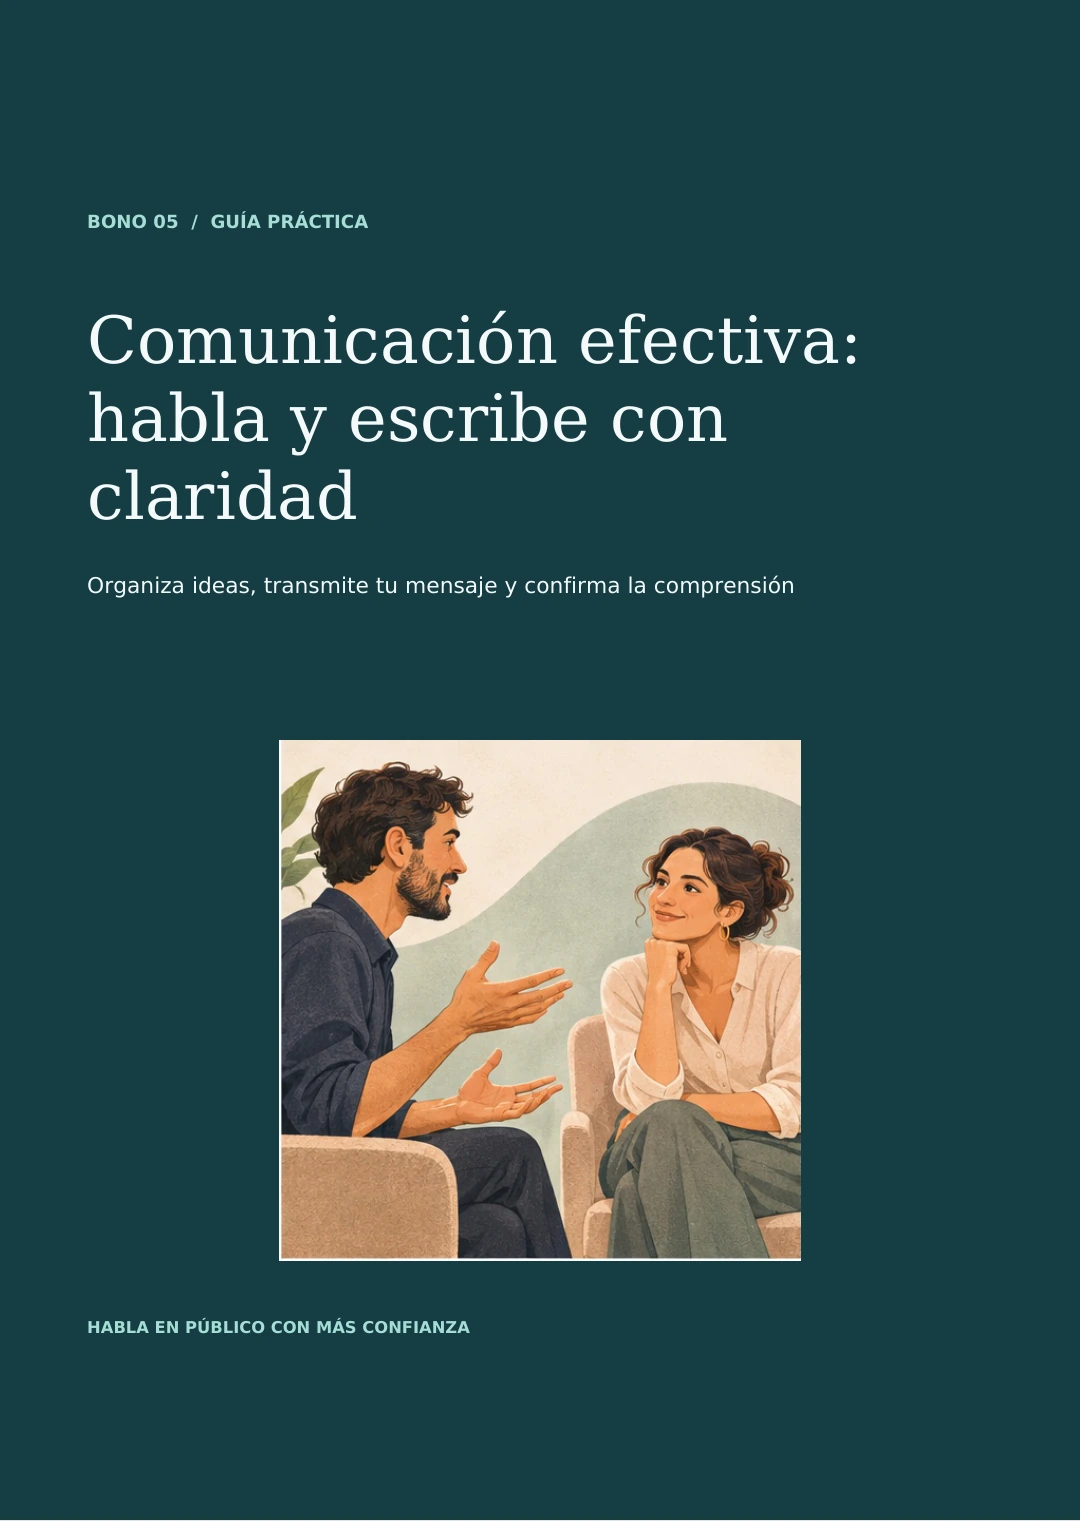 BONO 05 / GUÍA PRÁCTICA
Comunicación efectiva:
habla y escribe con
claridad
Organiza ideas, transmite tu mensaje y confirma la comprensión
HABLA EN PÚBLICO CON MÁS CONFIANZA